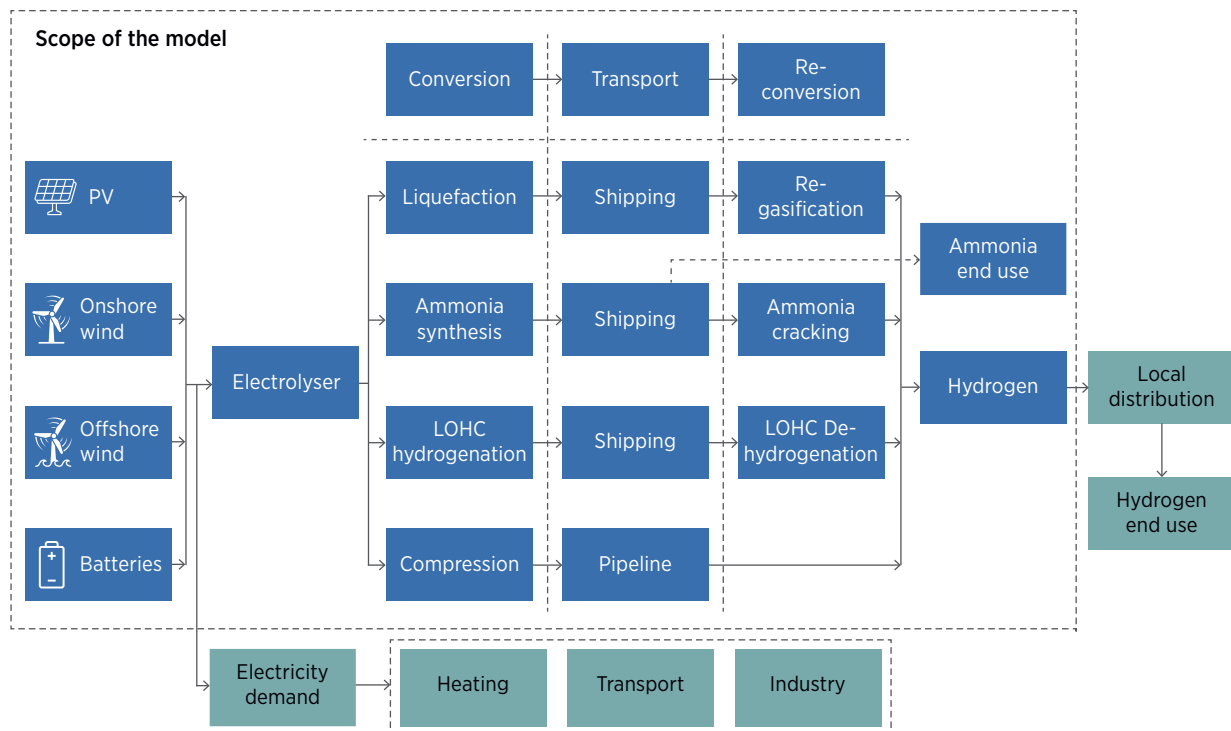 Scope of the model
Conversion
Transport
Re-
conversion
PV
Liquefaction
Shipping
Re-
gasification
Ammonia
end use
Onshore
wind
Ammonia
synthesis
Shipping
Ammonia
cracking
Electrolyser
Hydrogen
Local
distribution
Offshore
wind
LOHC
hydrogenation
Shipping
LOHC De-
hydrogenation
Hydrogen
end use
Batteries
Compression
Pipeline
Electricity
demand
Heating
Transport
Industry